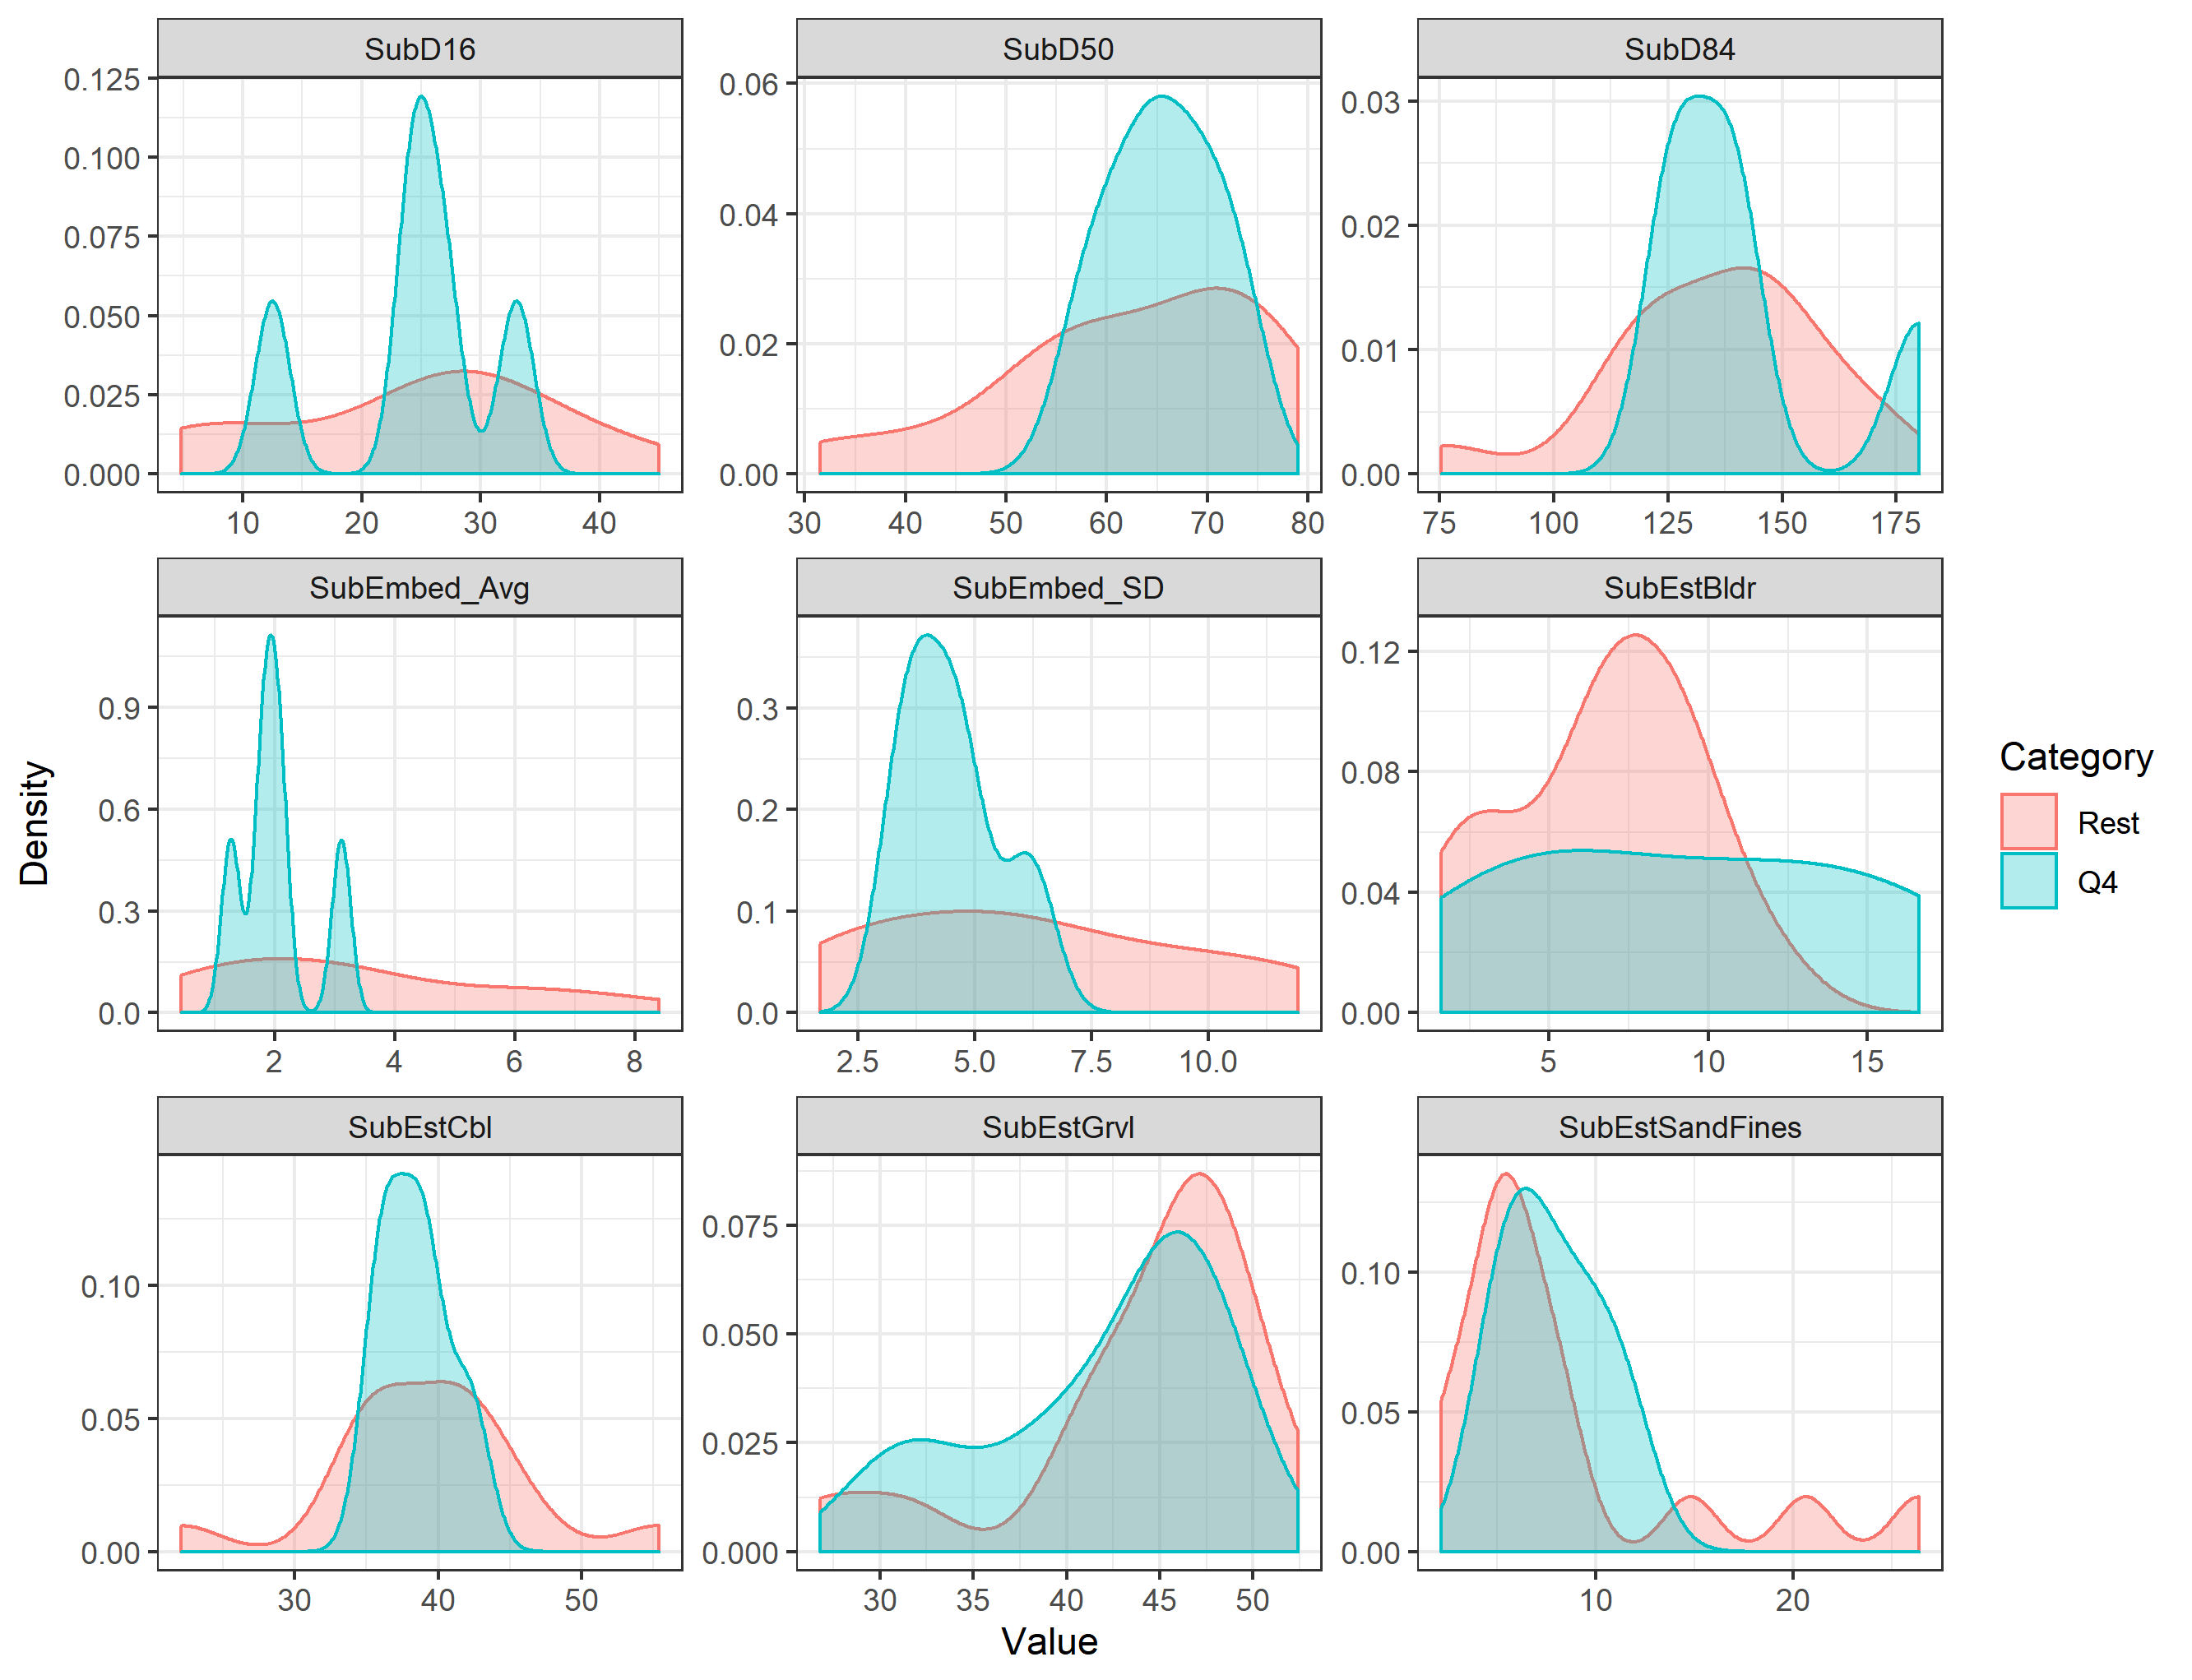 SubD16 SubD50 SubD84
0.125
0.100
0.075
0.050
0.025
0.000
10 20 30 40
0.06
0.04
0.02
0.00
30 40 50 60 70 80
0.03
0.02
0.01
0.00
75 100 125 150 175
SubEmbed_Avg SubEmbed_SD SubEstBldr
0.9
0.6
0.3
0.0
2 4 6 8
0.3
0.2
0.1
0.0
2.5 5.0 7.5 10.0
0.12
0.08
0.04
0.00
5 10 15
SubEstCbl SubEstGrvl SubEstSandFines
0.10
0.05
0.00
30 40 50
0.075
0.050
0.025
0.000
30 35 40 45 50
0.10
0.05
0.00
10 20
Density
Value
Category
Rest
Q4